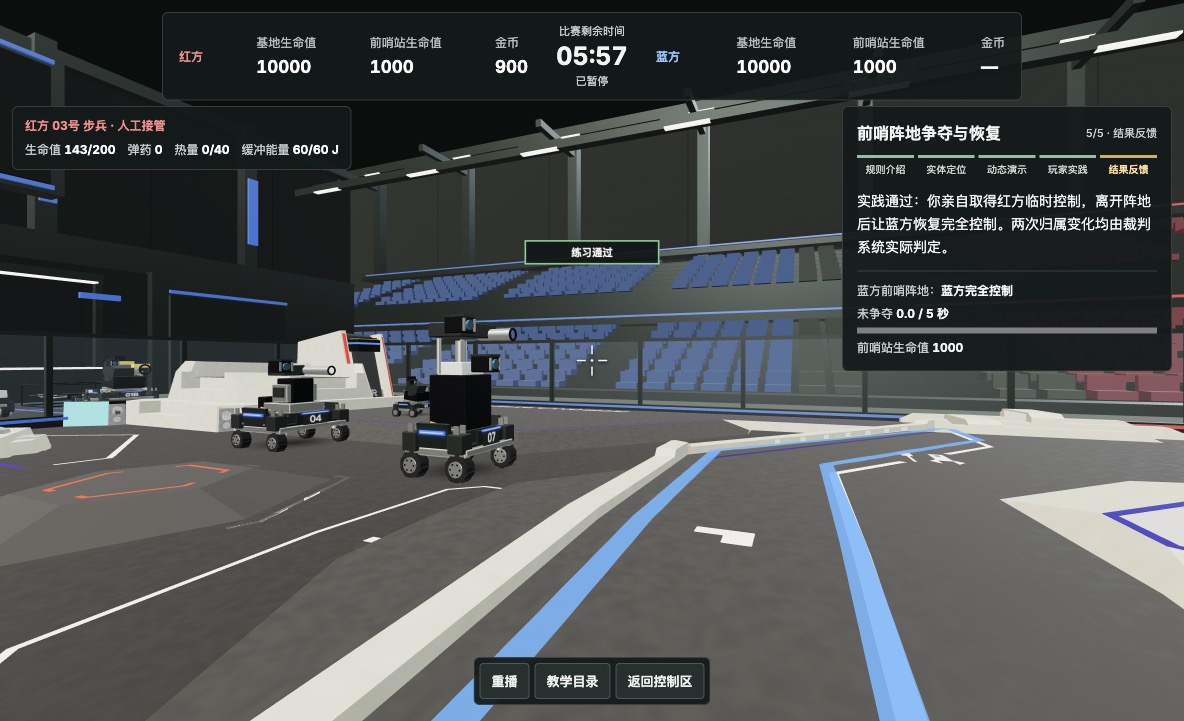 红方
基地生命值
10000
前哨站生命值
1000
金币
900
比赛剩余时间
05:57
已暂停
蓝方
基地生命值
10000
前哨站生命值
1000
金币
—
红方 03号 步兵 · 人工接管
生命值 143/200 弹药 0 热量 0/40 缓冲能量 60/60 J
前哨阵地争夺与恢复
5/5 · 结果反馈
规则介绍 实体定位 动态演示 玩家实践 结果反馈
实践通过：你亲自取得红方临时控制，离开阵地
后让蓝方恢复完全控制。两次归属变化均由裁判
系统实际判定。
蓝方前哨阵地：蓝方完全控制
未争夺 0.0 / 5 秒
前哨站生命值 1000
练习通过
04
07
重播 教学目录 返回控制区